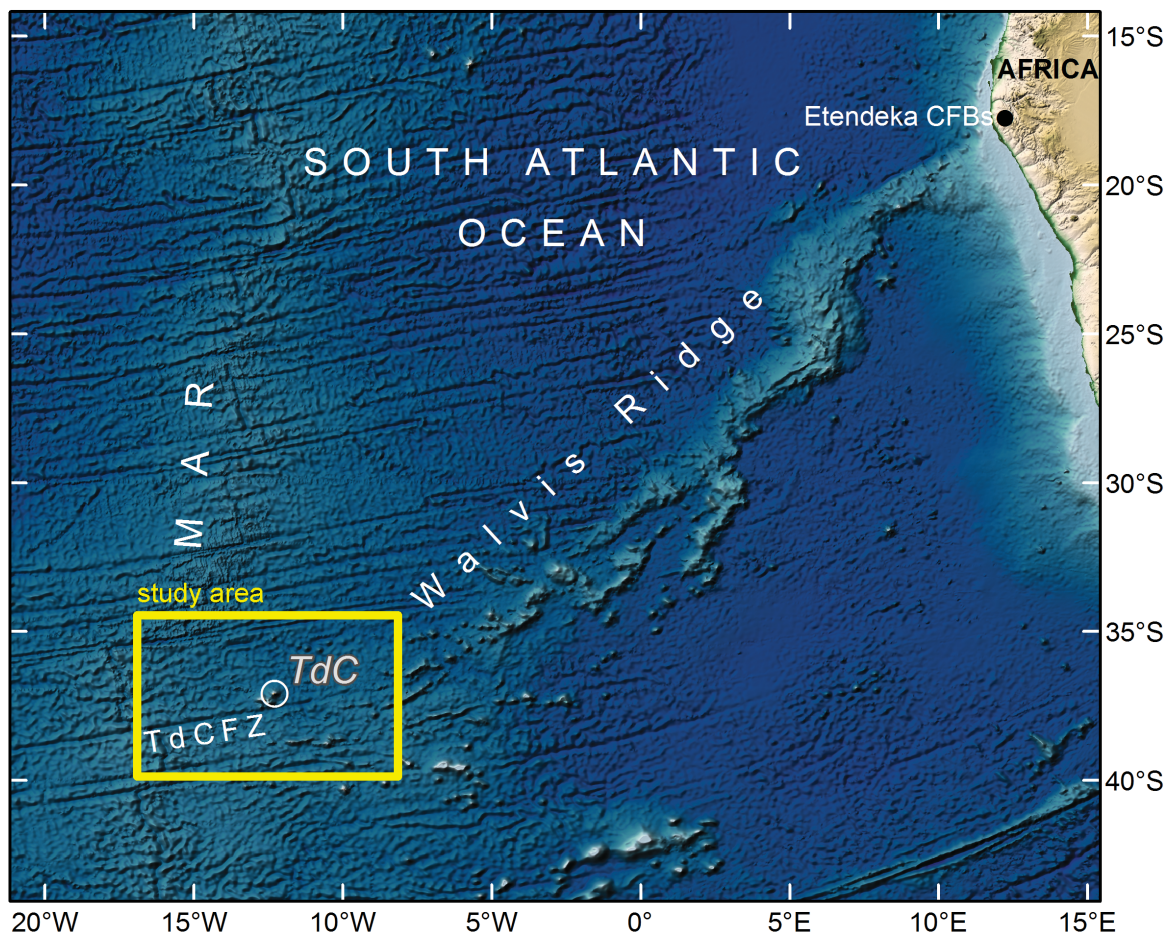 15°S
AFRICA
Etendeka CFBs
SOUTH ATLANTIC
20°S
OCEAN
25°S
Walvis Ridge
MAR
30°S
study area
35°S
TdC
TdCFZ
40°S
20°W 15°W 10°W 5°W 0° 5°E 10°E 15°E